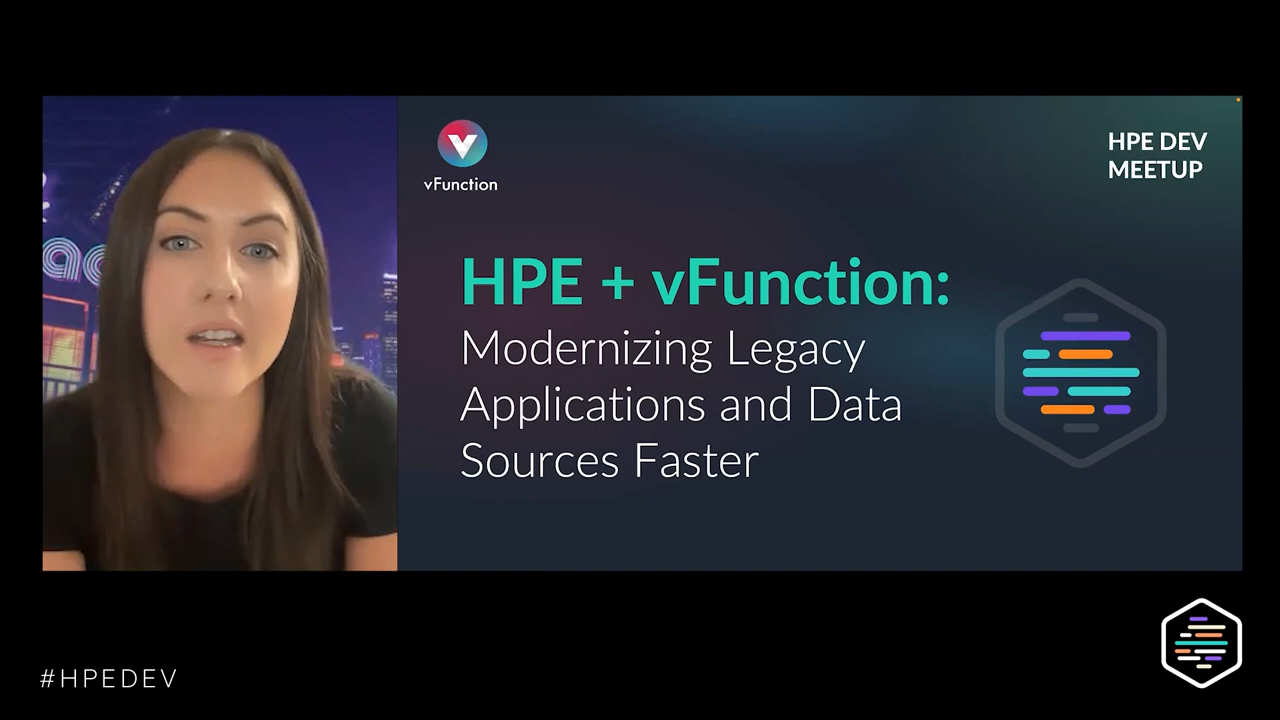 vFunction
HPE DEV
MEETUP
HPE + vFunction:
Modernizing Legacy
Applications and Data
Sources Faster
#HPEDEV